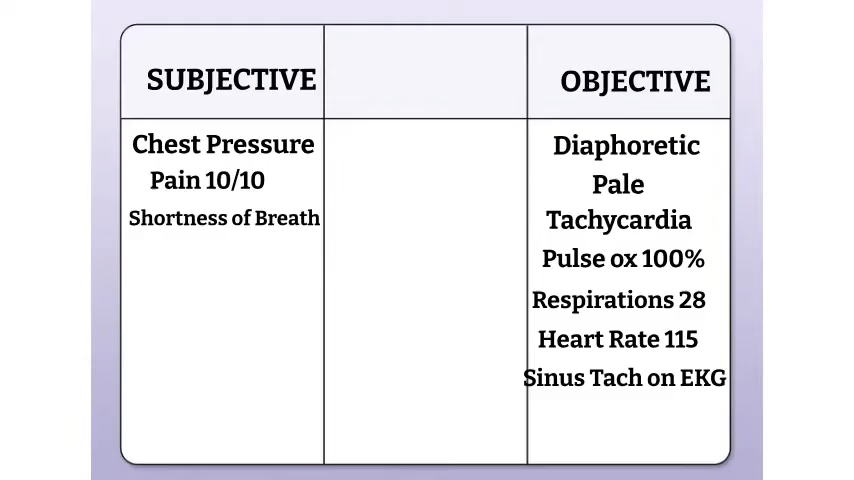 SUBJECTIVE
OBJECTIVE
Chest Pressure
Pain 10/10
Shortness of Breath
Diaphoretic
Pale
Tachycardia
Pulse ox 100%
Respirations 28
Heart Rate 115
Sinus Tach on EKG